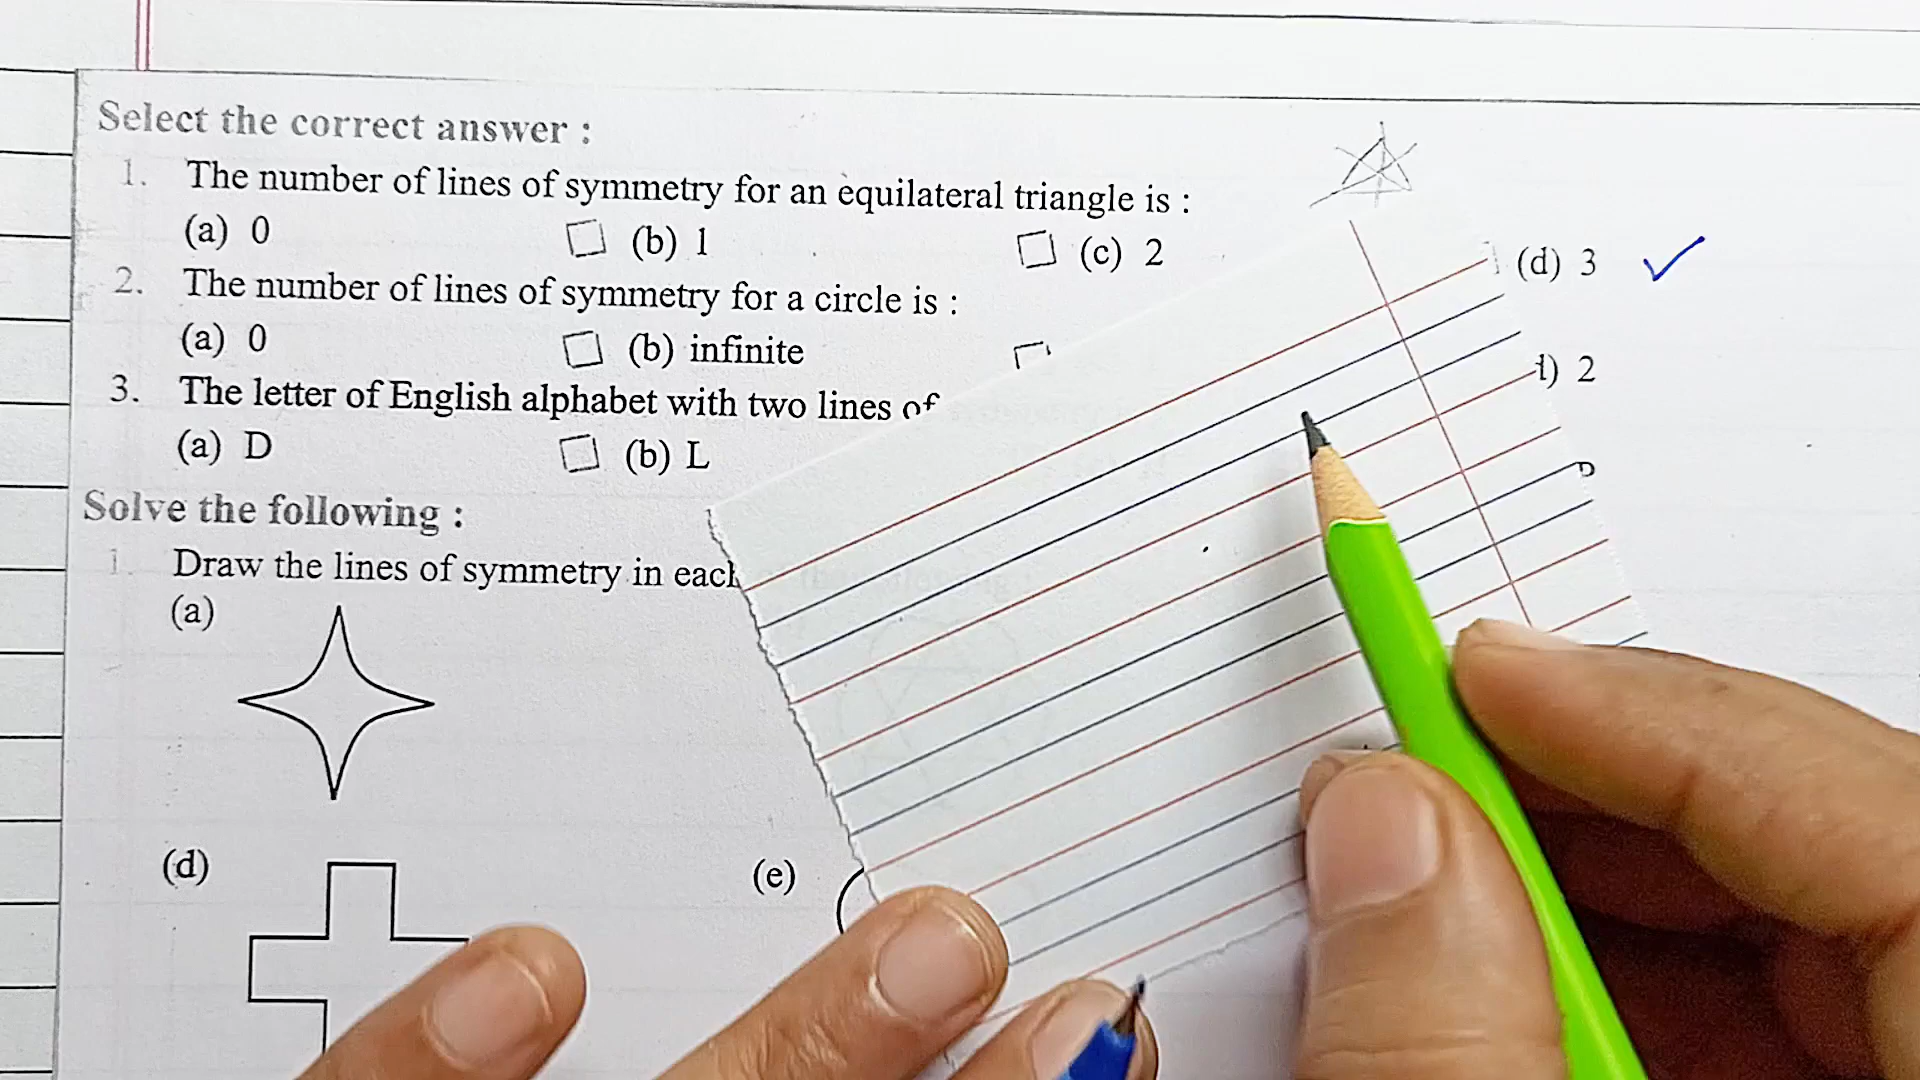 Select the correct answer :
1. The number of lines of symmetry for an equilateral triangle is :
(a) 0 (b) 1 (c) 2 (d) 3
2. The number of lines of symmetry for a circle is :
(a) 0 (b) infinite 2
3. The letter of English alphabet with two lines of
(a) D (b) L
Solve the following :
1. Draw the lines of symmetry in each
(a)
(d) (e)